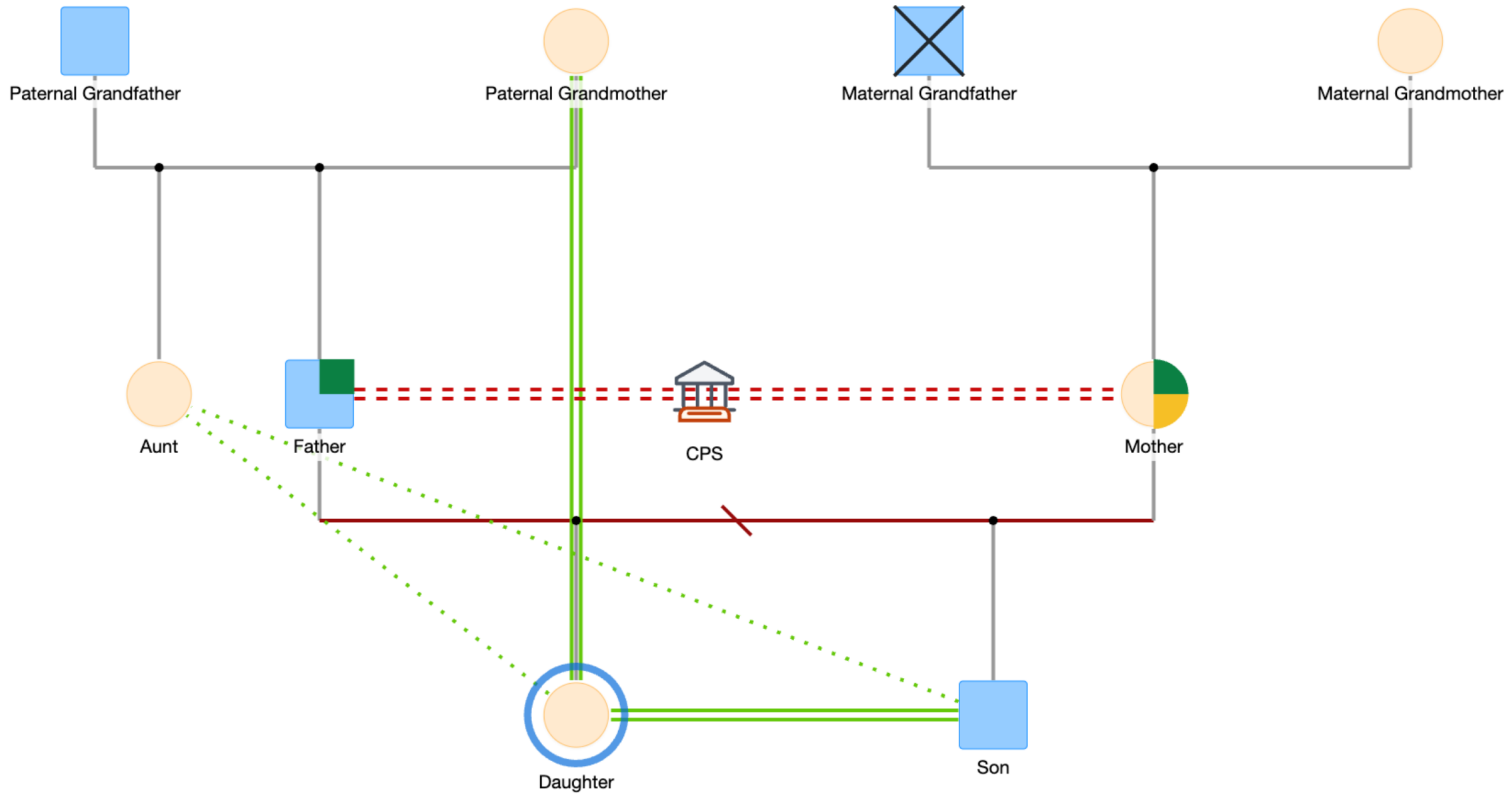 Paternal Grandfather
Paternal Grandmother
Maternal Grandfather
Maternal Grandmother
Aunt
Father
CPS
Mother
Daughter
Son